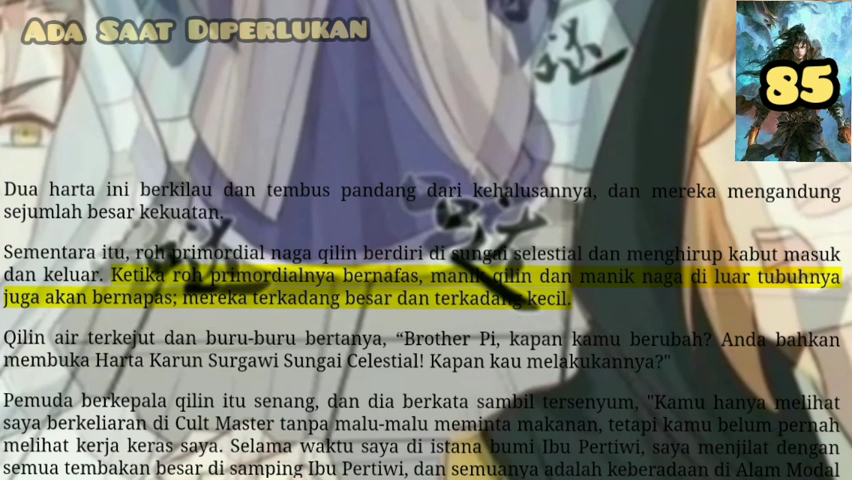 Ada Saat Diperlukan
85
Dua harta ini berkilau dan tembus pandang dari kehalusannya, dan mereka mengandung
sejumlah besar kekuatan.
Sementara itu, roh primordial naga qilin berdiri di sungai selestial dan menghirup kabut masuk
dan keluar. Ketika roh primordialnya bernafas, manik qilin dan manik naga di luar tubuhnya
juga akan bernapas; mereka terkadang besar dan terkadang kecil.
Qilin air terkejut dan buru-buru bertanya, “Brother Pi, kapan kamu berubah? Anda bahkan
membuka Harta Karun Surgawi Sungai Celestial! Kapan kau melakukannya?"
Pemuda berkepala qilin itu senang, dan dia berkata sambil tersenyum, "Kamu hanya melihat
saya berkeliaran di Cult Master tanpa malu-malu meminta makanan, tetapi kamu belum pernah
melihat kerja keras saya. Selama waktu saya di istana bumi Ibu Pertiwi, saya menjilat dengan
semua tembakan besar di samping Ibu Pertiwi, dan semuanya adalah keberadaan di Alam Modal